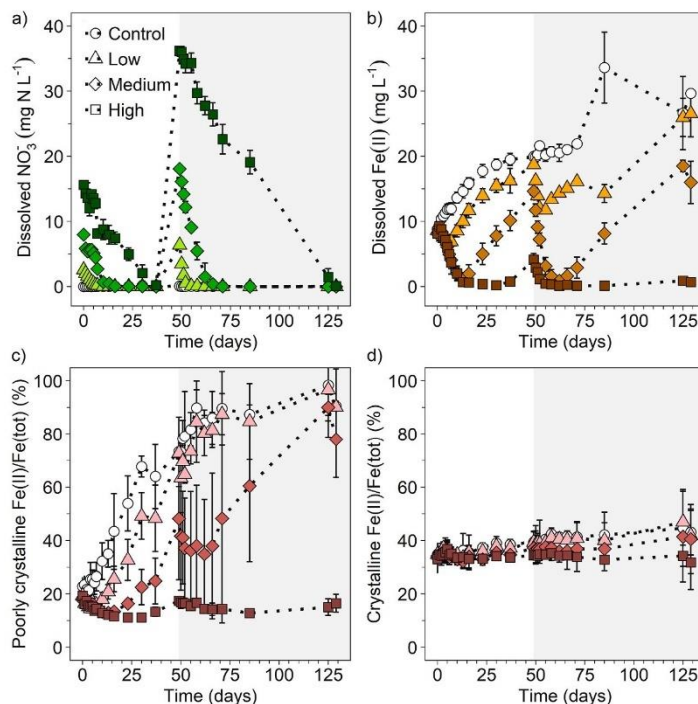 a)
Dissolved NO₃⁻ (mg N L⁻¹)
40
30
20
10
0
Control
Low
Medium
High
0 25 50 75 100 125
Time (days)
b)
Dissolved Fe(II) (mg L⁻¹)
40
30
20
10
0
0 25 50 75 100 125
Time (days)
c)
Poorly crystalline Fe(II)/Fe(tot) (%)
100
80
60
40
20
0
0 25 50 75 100 125
Time (days)
d)
Crystalline Fe(II)/Fe(tot) (%)
100
80
60
40
20
0
0 25 50 75 100 125
Time (days)